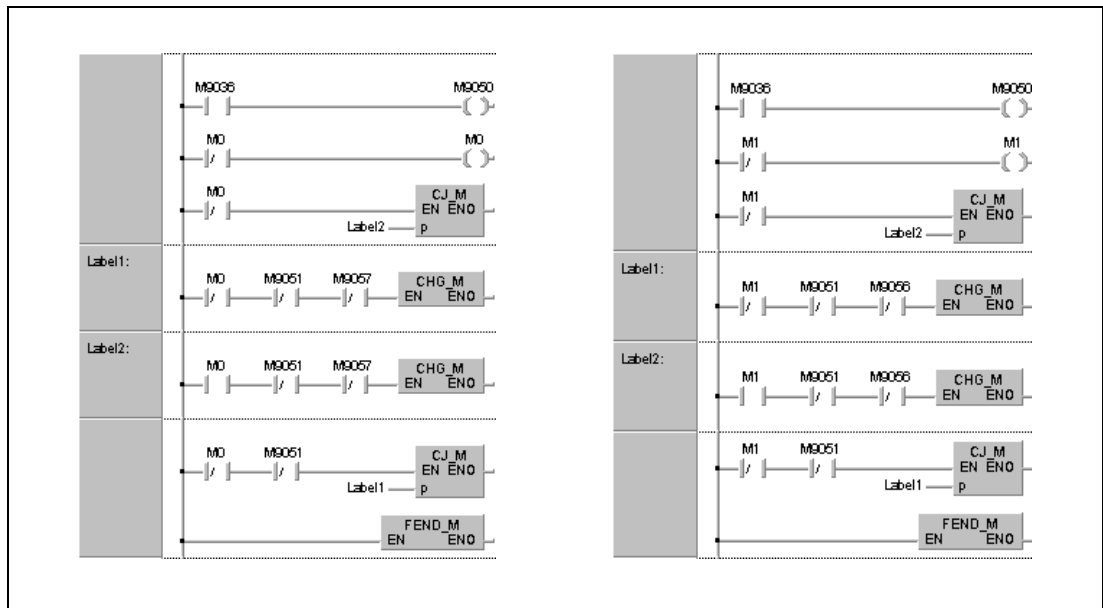 M9036 M9050
M0 M0
M0 CJ_M
EN ENO
Label2 p
Label1:
M0 M9051 M9057 CHG_M
EN ENO
Label2:
M0 M9051 M9057 CHG_M
EN ENO
M0 M9051 CJ_M
EN ENO
Label1 p
FEND_M
EN ENO
M9036 M9050
M1 M1
M1 CJ_M
EN ENO
Label2 p
Label1:
M1 M9051 M9056 CHG_M
EN ENO
Label2:
M1 M9051 M9056 CHG_M
EN ENO
M1 M9051 CJ_M
EN ENO
Label1 p
FEND_M
EN ENO